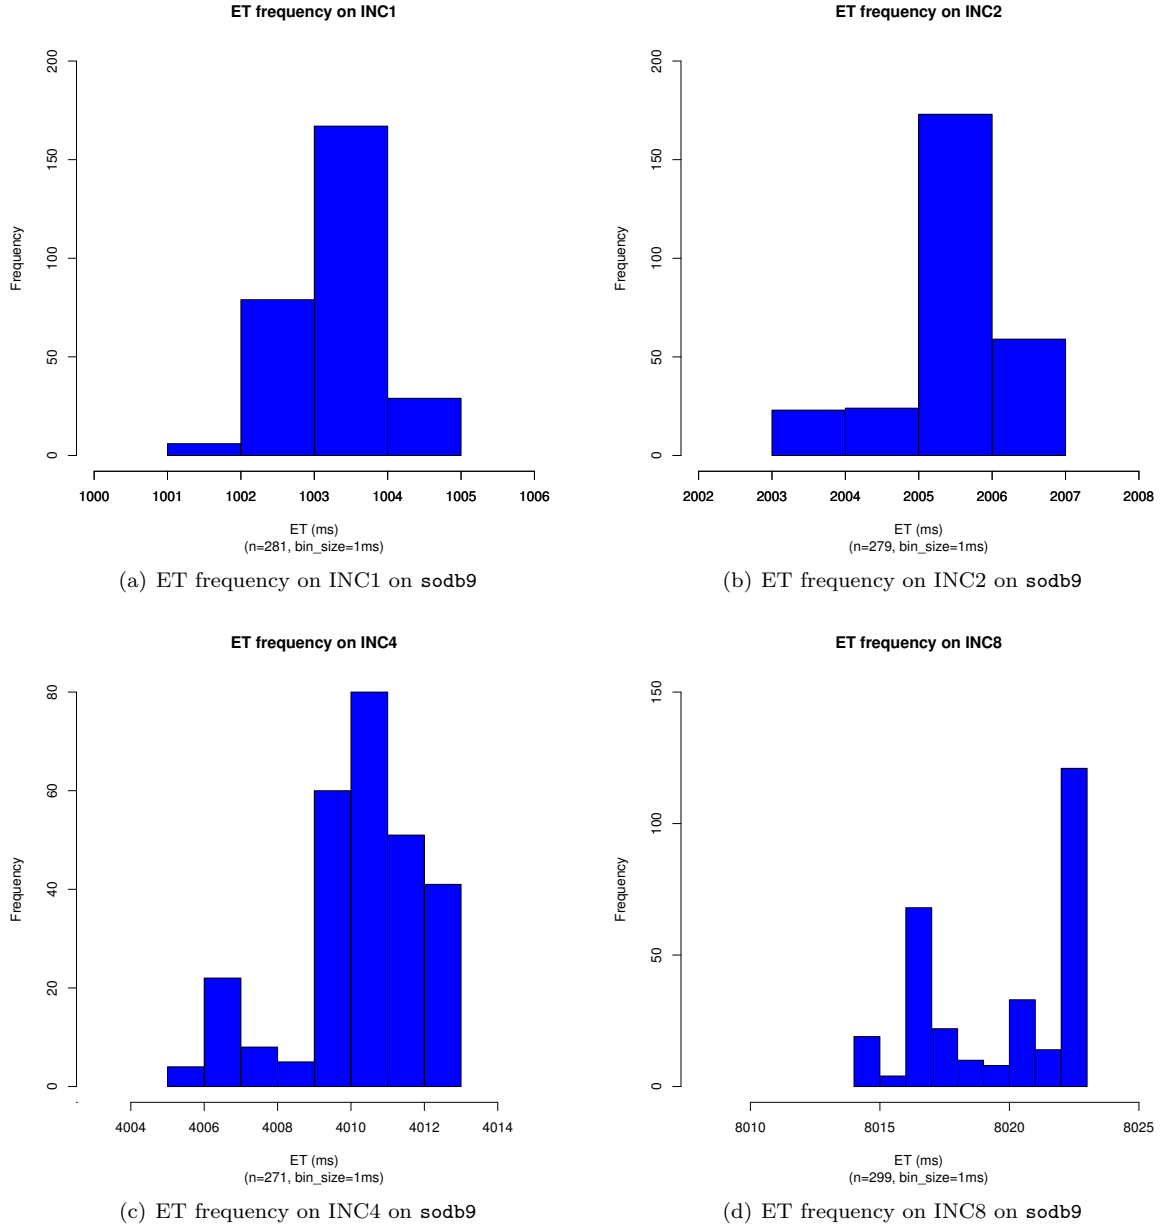 ET frequency on INC1
200
150
100
50
0
Frequency
1000 1001 1002 1003 1004 1005 1006
ET (ms)
(n=281, bin_size=1ms)
(a) ET frequency on INC1 on sodb9
ET frequency on INC2
200
150
100
50
0
Frequency
2002 2003 2004 2005 2006 2007 2008
ET (ms)
(n=279, bin_size=1ms)
(b) ET frequency on INC2 on sodb9
ET frequency on INC4
80
60
40
20
0
Frequency
4004 4006 4008 4010 4012 4014
ET (ms)
(n=271, bin_size=1ms)
(c) ET frequency on INC4 on sodb9
ET frequency on INC8
150
100
50
0
Frequency
8010 8015 8020 8025
ET (ms)
(n=299, bin_size=1ms)
(d) ET frequency on INC8 on sodb9